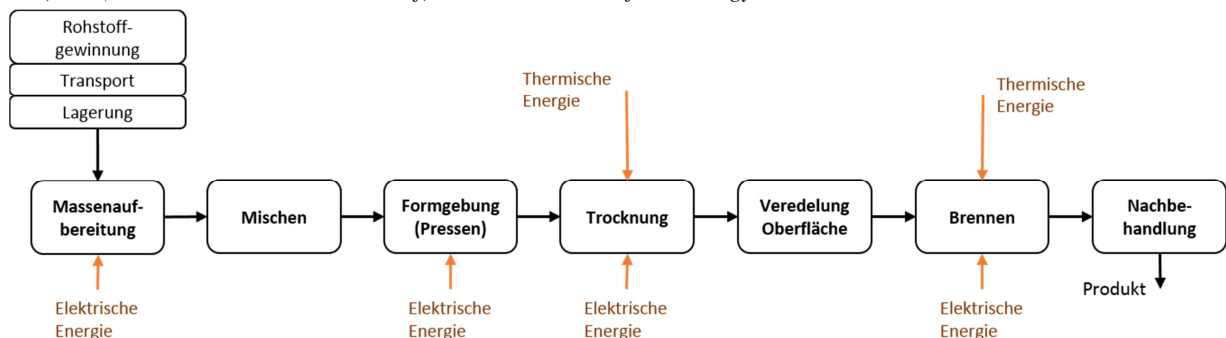 Rohstoff-
gewinnung
Transport
Lagerung
Thermische
Energie
Thermische
Energie
Massenauf-
bereitung
Mischen
Formgebung
(Pressen)
Trocknung
Veredelung
Oberfläche
Brennen
Nachbe-
handlung
Produkt
Elektrische
Energie
Elektrische
Energie
Elektrische
Energie
Elektrische
Energie